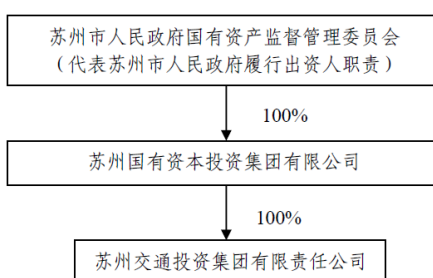 苏州市人民政府国有资产监督管理委员会
（代表苏州市人民政府履行出资人职责）
100%
苏州国有资本投资集团有限公司
100%
苏州交通投资集团有限责任公司